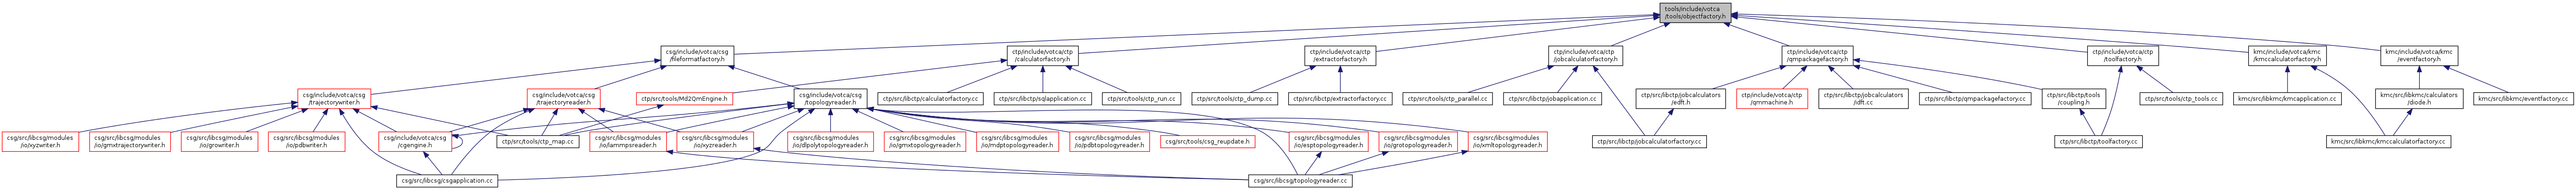 tools/include/votca
/tools/objectfactory.h
csg/include/votca/csg
/fileformatfactory.h
ctp/include/votca/ctp
/calculatorfactory.h
ctp/include/votca/ctp
/extractorfactory.h
ctp/include/votca/ctp
/jobcalculatorfactory.h
ctp/include/votca/ctp
/qmpackagefactory.h
ctp/include/votca/ctp
/toolfactory.h
kmc/include/votca/kmc
/kmccalculatorfactory.h
kmc/include/votca/kmc
/eventfactory.h
csg/include/votca/csg
/trajectorywriter.h
csg/include/votca/csg
/trajectoryreader.h
ctp/src/tools/Md2QmEngine.h
csg/include/votca/csg
/topologyreader.h
ctp/src/libctp/calculatorfactory.cc
ctp/src/libctp/sqlapplication.cc
ctp/src/tools/ctp_run.cc
ctp/src/tools/ctp_dump.cc
ctp/src/libctp/extractorfactory.cc
ctp/src/tools/ctp_parallel.cc
ctp/src/libctp/jobapplication.cc
ctp/src/libctp/jobcalculators
/edft.h
ctp/include/votca/ctp
/qmmachine.h
ctp/src/libctp/jobcalculators
/idft.cc
ctp/src/libctp/qmpackagefactory.cc
ctp/src/libctp/tools
/coupling.h
ctp/src/tools/ctp_tools.cc
kmc/src/libkmc/kmcapplication.cc
kmc/src/libkmc/calculators
/diode.h
kmc/src/libkmc/eventfactory.cc
csg/src/libcsg/modules
/io/xyzwriter.h
csg/src/libcsg/modules
/io/gmxtrajectorywriter.h
csg/src/libcsg/modules
/io/growriter.h
csg/src/libcsg/modules
/io/pdbwriter.h
csg/include/votca/csg
/cgengine.h
ctp/src/tools/ctp_map.cc
csg/src/libcsg/modules
/io/lammpsreader.h
csg/src/libcsg/modules
/io/xyzreader.h
csg/src/libcsg/modules
/io/dlpolytopologyreader.h
csg/src/libcsg/modules
/io/gmxtopologyreader.h
csg/src/libcsg/modules
/io/mdptopologyreader.h
csg/src/libcsg/modules
/io/pdbtopologyreader.h
csg/src/tools/csg_reupdate.h
csg/src/libcsg/modules
/io/esptopologyreader.h
csg/src/libcsg/modules
/io/grotopologyreader.h
csg/src/libcsg/modules
/io/xmltopologyreader.h
ctp/src/libctp/jobcalculatorfactory.cc
ctp/src/libctp/toolfactory.cc
kmc/src/libkmc/kmccalculatorfactory.cc
csg/src/libcsg/csgapplication.cc
csg/src/libcsg/topologyreader.cc